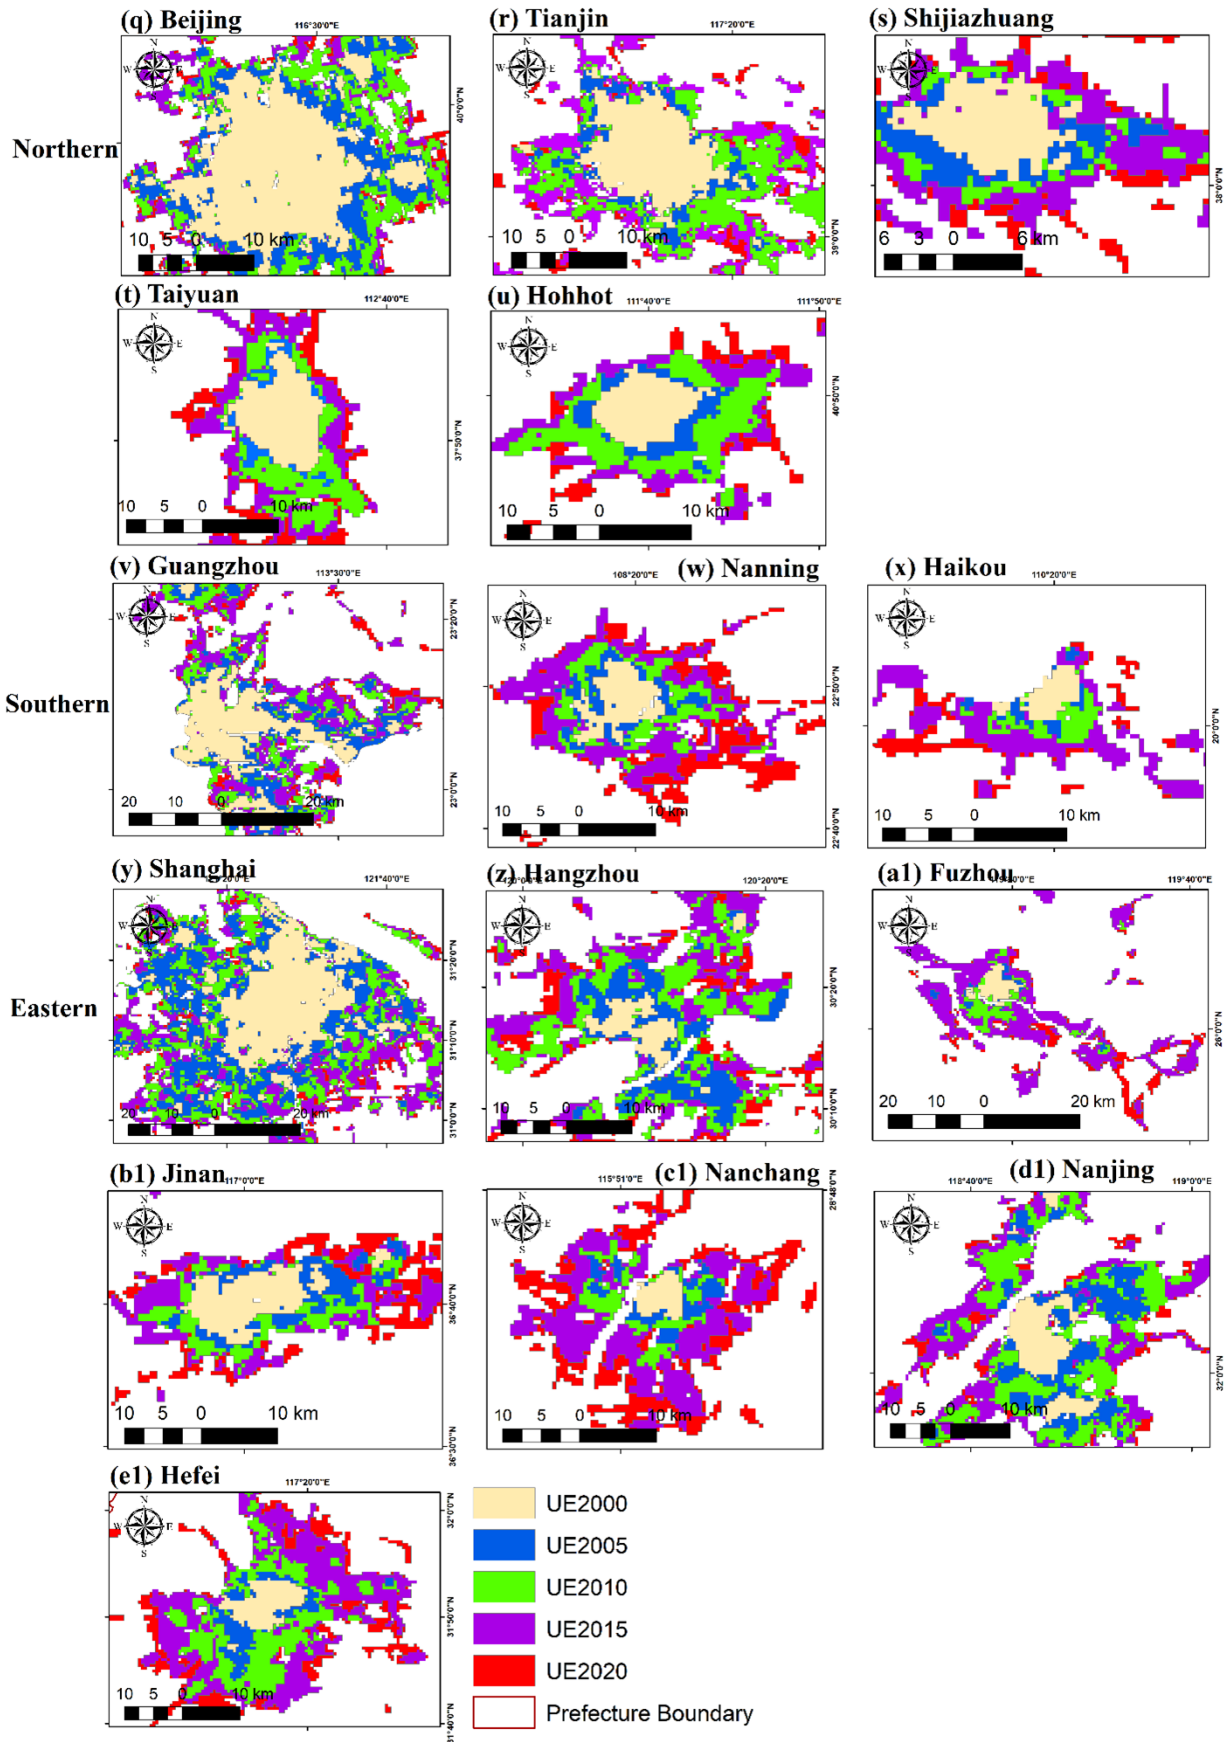 (q) Beijing
116°30'0"E
40°0'0"N
N
W E
S
10 5 0 10 km
(r) Tianjin
117°20'0"E
39°0'0"N
N
W E
S
10 5 0 10 km
(s) Shijiazhuang
38°0'0"N
N
W E
S
6 3 0 6 km
Northern
(t) Taiyuan
112°40'0"E
37°50'0"N
N
W E
S
10 5 0 10 km
(u) Hohhot
111°40'0"E 111°50'0"E
40°50'0"N
N
W E
S
10 5 0 10 km
(v) Guangzhou
113°30'0"E
23°20'0"N
23°0'0"N
N
W E
S
20 10 0 20 km
(w) Nanning
108°20'0"E
22°50'0"N
22°40'0"N
N
W E
S
10 5 0 10 km
(x) Haikou
110°20'0"E
20°0'0"N
N
W E
S
10 5 0 10 km
Southern
(y) Shanghai
121°40'0"E
31°20'0"N
31°10'0"N
31°0'0"N
N
W E
S
20 10 0 20 km
(z) Hangzhou
120°20'0"E
30°20'0"N
30°10'0"N
N
W E
S
10 5 0 10 km
(a1) Fuzhou
119°40'0"E
26°0'0"N
N
W E
S
20 10 0 20 km
Eastern
(b1) Jinan
117°0'0"E
36°40'0"N
36°30'0"N
N
W E
S
10 5 0 10 km
(c1) Nanchang
115°51'0"E
28°48'0"N
N
W E
S
10 5 0 10 km
(d1) Nanjing
118°40'0"E 119°0'0"E
32°0'0"N
N
W E
S
10 5 0 10 km
(e1) Hefei
117°20'0"E
32°0'0"N
31°50'0"N
31°40'0"N
N
W E
S
10 5 0 10 km
UE2000
UE2005
UE2010
UE2015
UE2020
Prefecture Boundary